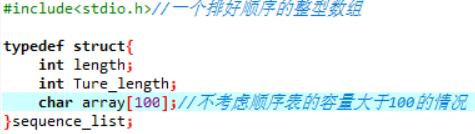 #include<stdio.h>//一个排好顺序的整型数组
typedef struct{
int length;
int Ture_length;
char array[100];//不考虑顺序表的容量大于100的情况
}sequence_list;